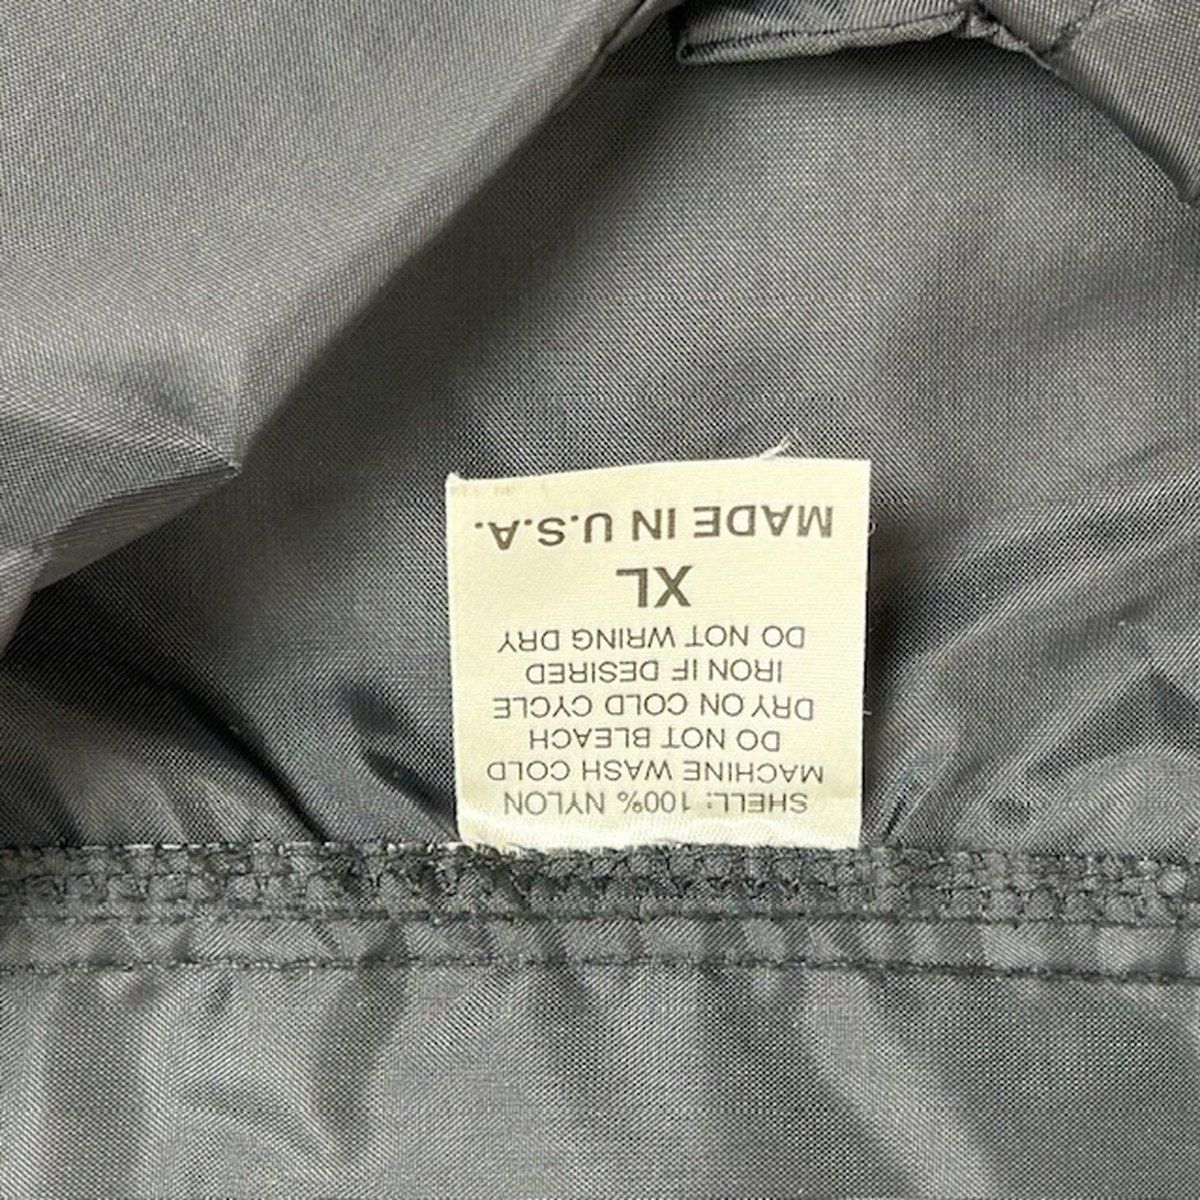 SHELL: 100% NYLON
MACHINE WASH COLD
DO NOT BLEACH
DRY ON COLD CYCLE
IRON IF DESIRED
DO NOT WRING DRY
XL
MADE IN U.S.A.